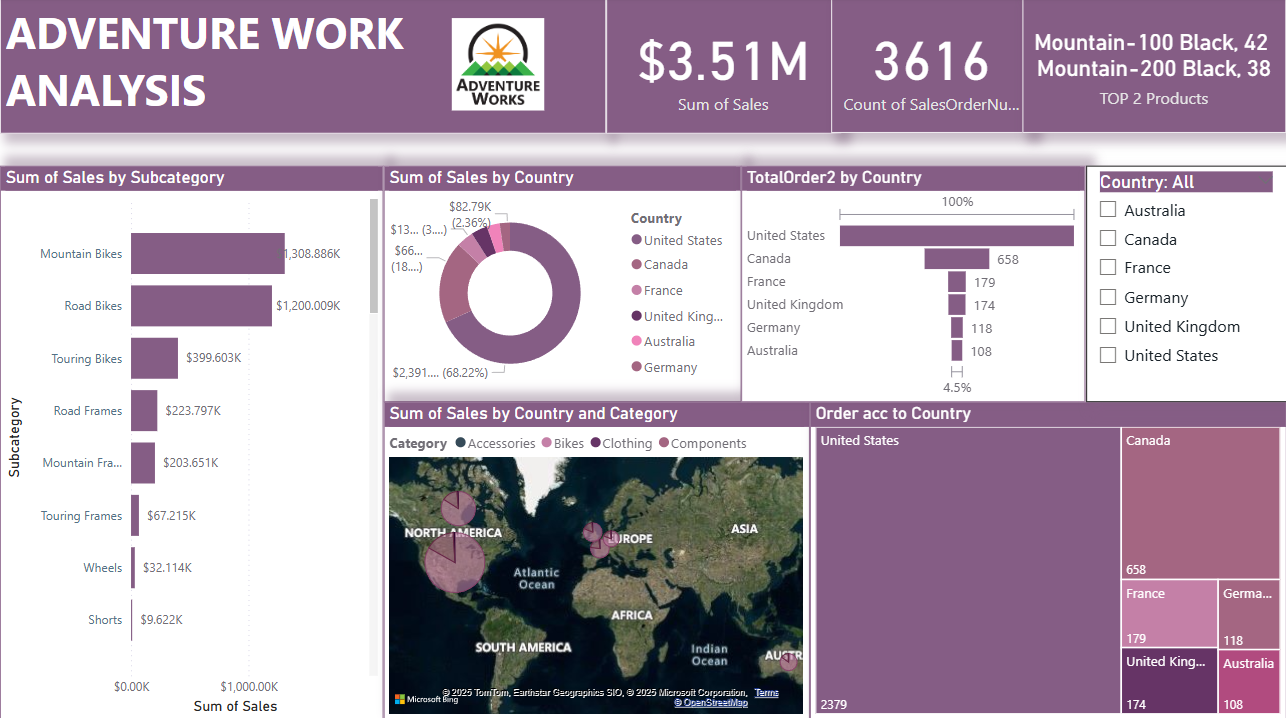 ADVENTURE WORK
ANALYSIS
ADVENTURE
WORKS
$3.51M
Sum of Sales
3616
Count of SalesOrderNu...
Mountain-100 Black, 42
Mountain-200 Black, 38
TOP 2 Products
Sum of Sales by Subcategory
Subcategory
Mountain Bikes
1,308.886K
Road Bikes
$1,200.009K
Touring Bikes
$399.603K
Road Frames
$223.797K
Mountain Fra...
$203.651K
Touring Frames
$67.215K
Wheels
$32.114K
Shorts
$9.622K
$0.00K
$1,000.00K
Sum of Sales
Sum of Sales by Country
$82.79K
(2.36%)
$13... (3....)
$66...
(18....)
$2,391.... (68.22%)
Country
United States
Canada
France
United King...
Australia
Germany
TotalOrder2 by Country
100%
United States
Canada
658
France
179
United Kingdom
174
Germany
118
Australia
108
4.5%
Country: All
Australia
Canada
France
Germany
United Kingdom
United States
Sum of Sales by Country and Category
Category
Accessories
Bikes
Clothing
Components
NORTH AMERICA
EUROPE
ASIA
Atlantic
Ocean
AFRICA
SOUTH AMERICA
Indian
Ocean
AUSTR
Microsoft Bing
© 2025 TomTom, Earthstar Geographics SIO, © 2025 Microsoft Corporation, Terms
© OpenStreetMap
Order acc to Country
United States
2379
Canada
658
France
179
Germa...
118
United King...
174
Australia
108